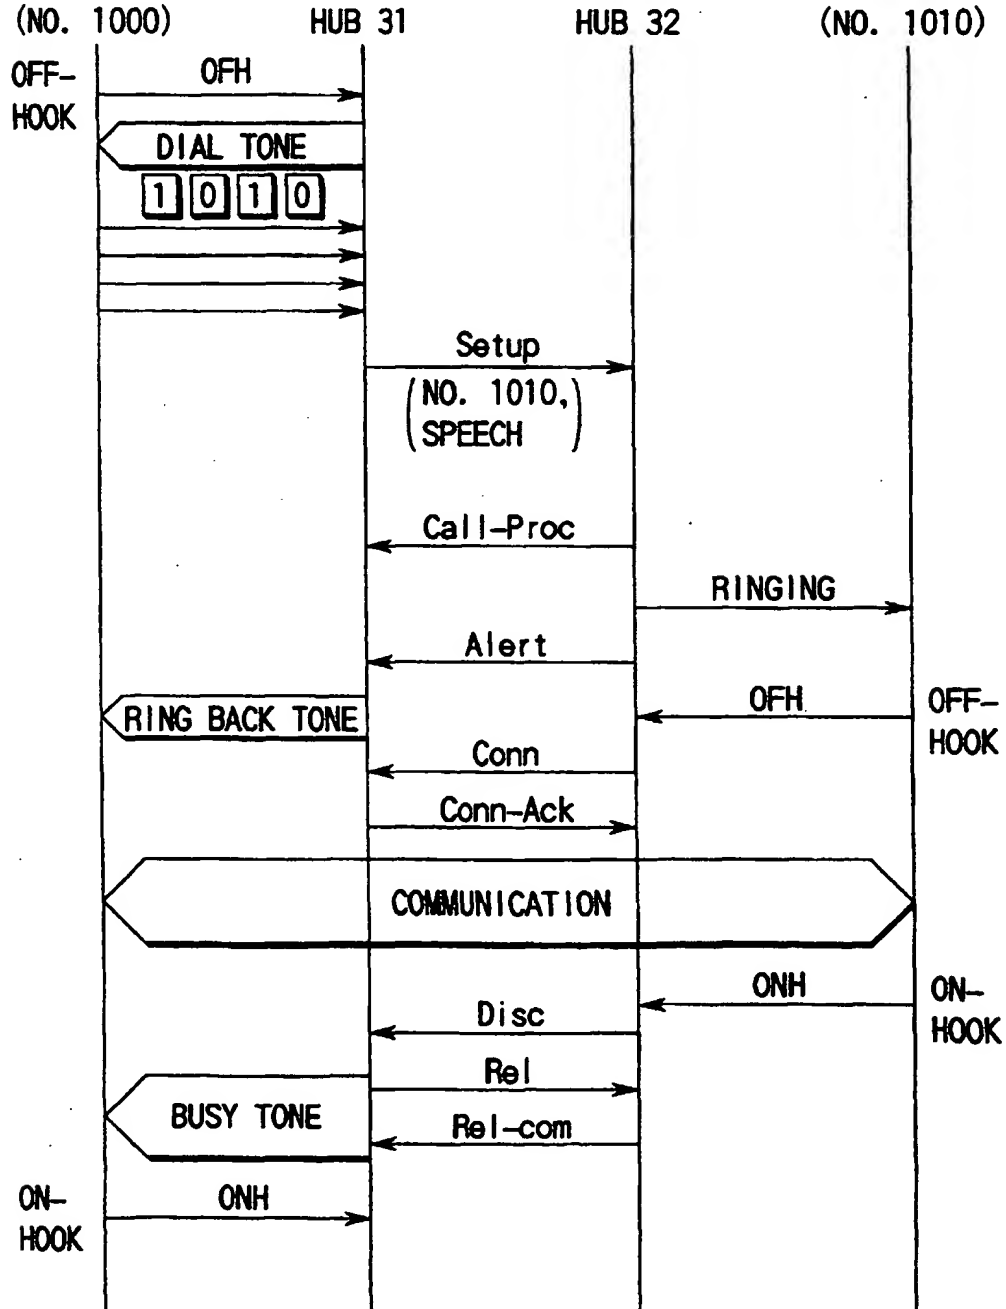 (NO. 1000) HUB 31 HUB 32 (NO. 1010)
OFF-
HOOK
OFH
DIAL TONE
1 0 1 0
Setup
(NO. 1010,
SPEECH)
Call-Proc
RINGING
Alert
RING BACK TONE
OFH
OFF-
HOOK
Conn
Conn-Ack
COMMUNICATION
ONH
ON-
HOOK
Disc
Rel
BUSY TONE
Rel-com
ON-
HOOK
ONH